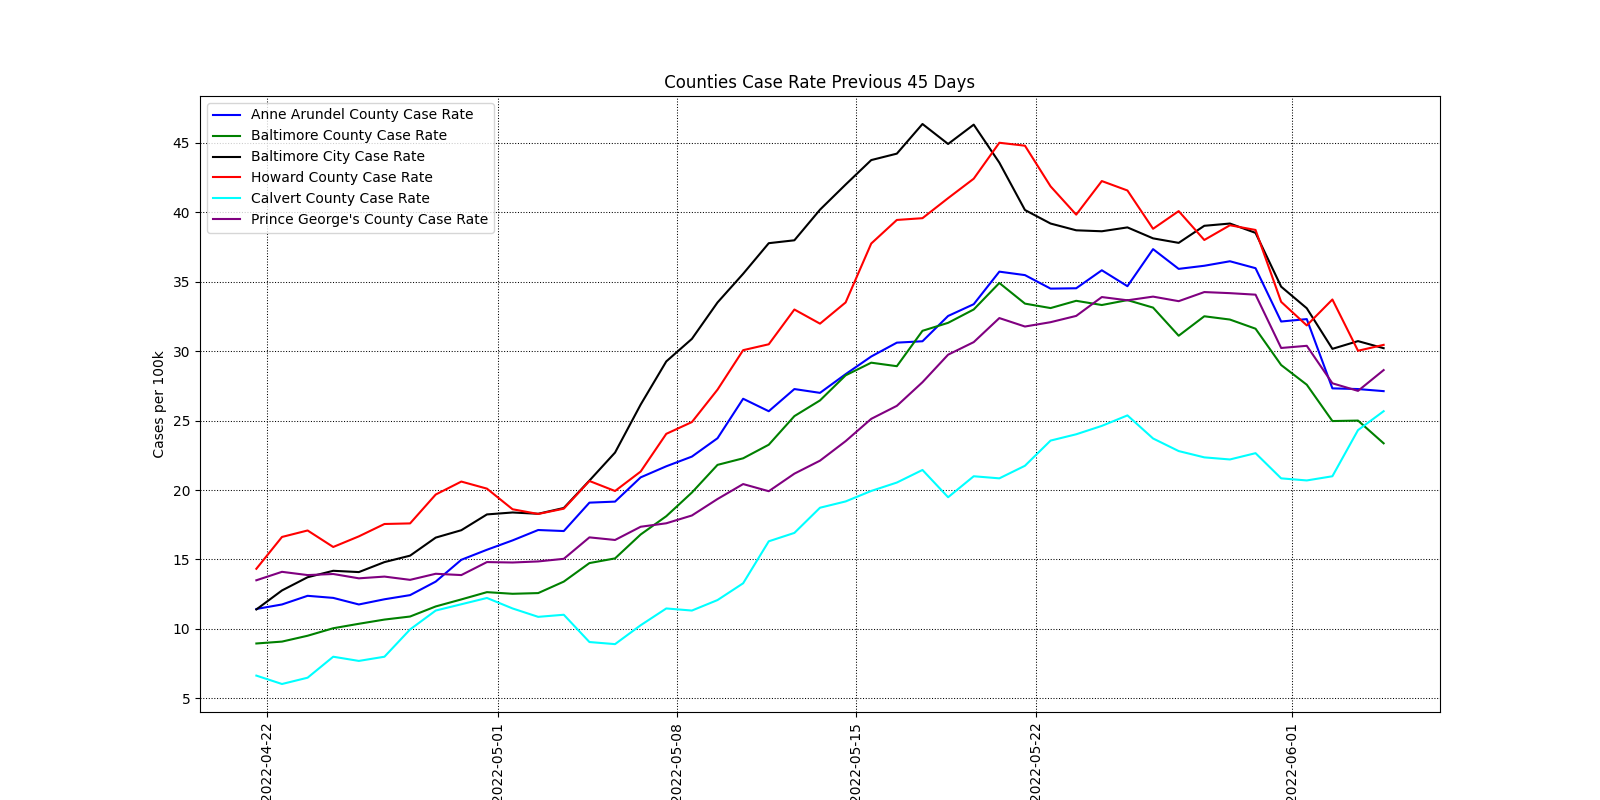 Counties Case Rate Previous 45 Days
Anne Arundel County Case Rate
Baltimore County Case Rate
Baltimore City Case Rate
Howard County Case Rate
Calvert County Case Rate
Prince George's County Case Rate
Cases per 100k
45
40
35
30
25
20
15
10
5
2022-04-22
2022-05-01
2022-05-08
2022-05-15
2022-05-22
2022-06-01